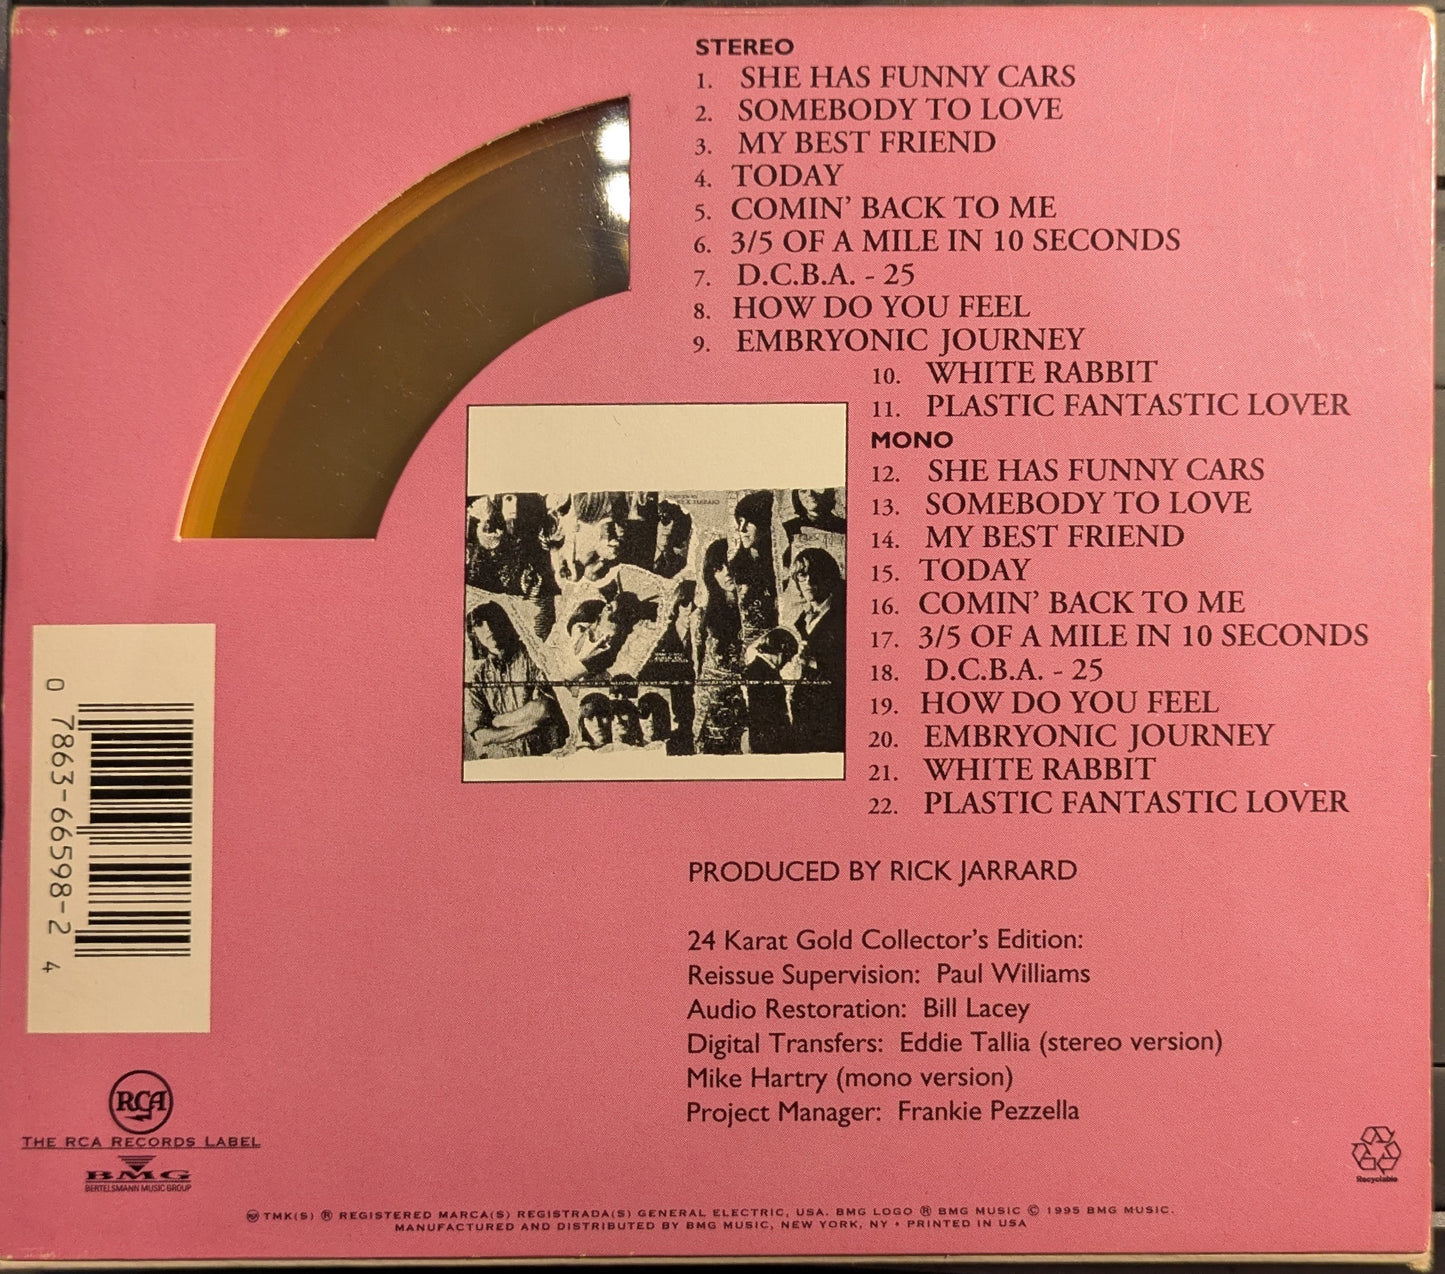 STEREO
1. SHE HAS FUNNY CARS
2. SOMEBODY TO LOVE
3. MY BEST FRIEND
4. TODAY
5. COMIN' BACK TO ME
6. 3/5 OF A MILE IN 10 SECONDS
7. D.C.B.A. - 25
8. HOW DO YOU FEEL
9. EMBRYONIC JOURNEY
10. WHITE RABBIT
11. PLASTIC FANTASTIC LOVER
MONO
12. SHE HAS FUNNY CARS
13. SOMEBODY TO LOVE
14. MY BEST FRIEND
15. TODAY
16. COMIN' BACK TO ME
17. 3/5 OF A MILE IN 10 SECONDS
18. D.C.B.A. - 25
19. HOW DO YOU FEEL
20. EMBRYONIC JOURNEY
21. WHITE RABBIT
22. PLASTIC FANTASTIC LOVER
PRODUCED BY RICK JARRARD
24 Karat Gold Collector's Edition:
Reissue Supervision: Paul Williams
Audio Restoration: Bill Lacey
Digital Transfers: Eddie Tallia (stereo version)
Mike Hartry (mono version)
Project Manager: Frankie Pezzella
0 7863-66598-2 4
RCA
THE RCA RECORDS LABEL
BMG
BERTELSMANN MUSIC GROUP
Recyclable
TMK(S) ® REGISTERED MARCA(S) REGISTRADA(S) GENERAL ELECTRIC, USA. BMG LOGO ® BMG MUSIC © 1995 BMG MUSIC.
MANUFACTURED AND DISTRIBUTED BY BMG MUSIC, NEW YORK, NY • PRINTED IN USA